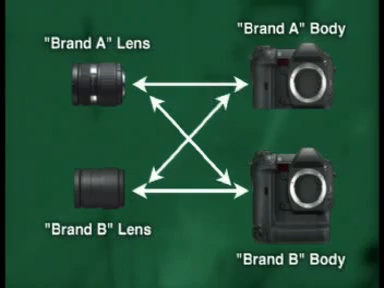 "Brand A" Lens
"Brand A" Body
"Brand B" Lens
"Brand B" Body